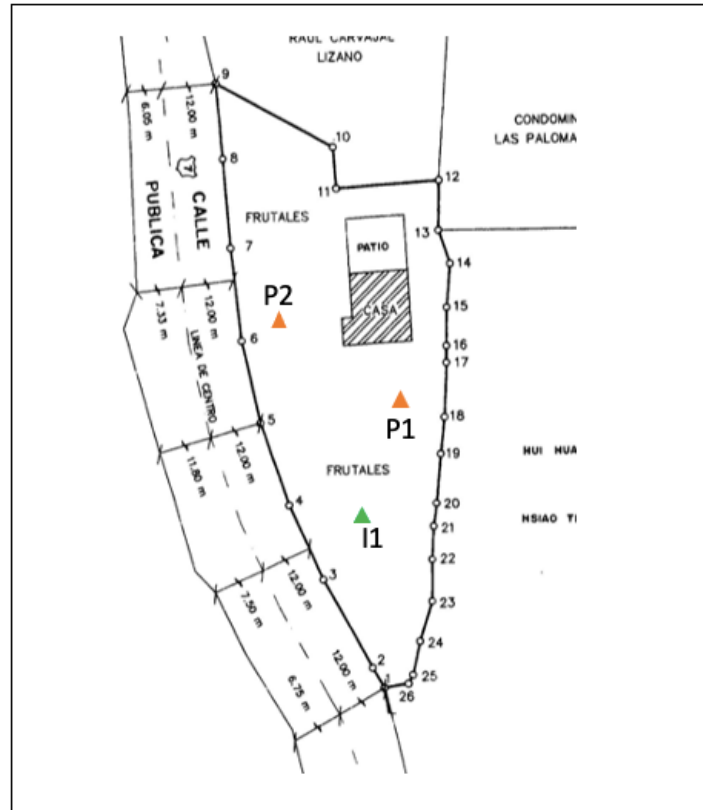 RAUL CARVAJAL
LIZANO
9
10
CONDOMIN
LAS PALOMA
12.00 m
6.05 m
8
7
CALLE
PUBLICA
11
12
FRUTALES
13
7
PATIO
14
15
P2
CASA
12.00 m
7.33 m
LINEA DE CENTRO
6
16
17
P1
5
18
12.00 m
11.80 m
19
HUI HUA
FRUTALES
4
20
HSIAO TI
21
I1
22
12.00 m
7.50 m
3
23
24
2
25
12.00 m
6.75 m
1
26